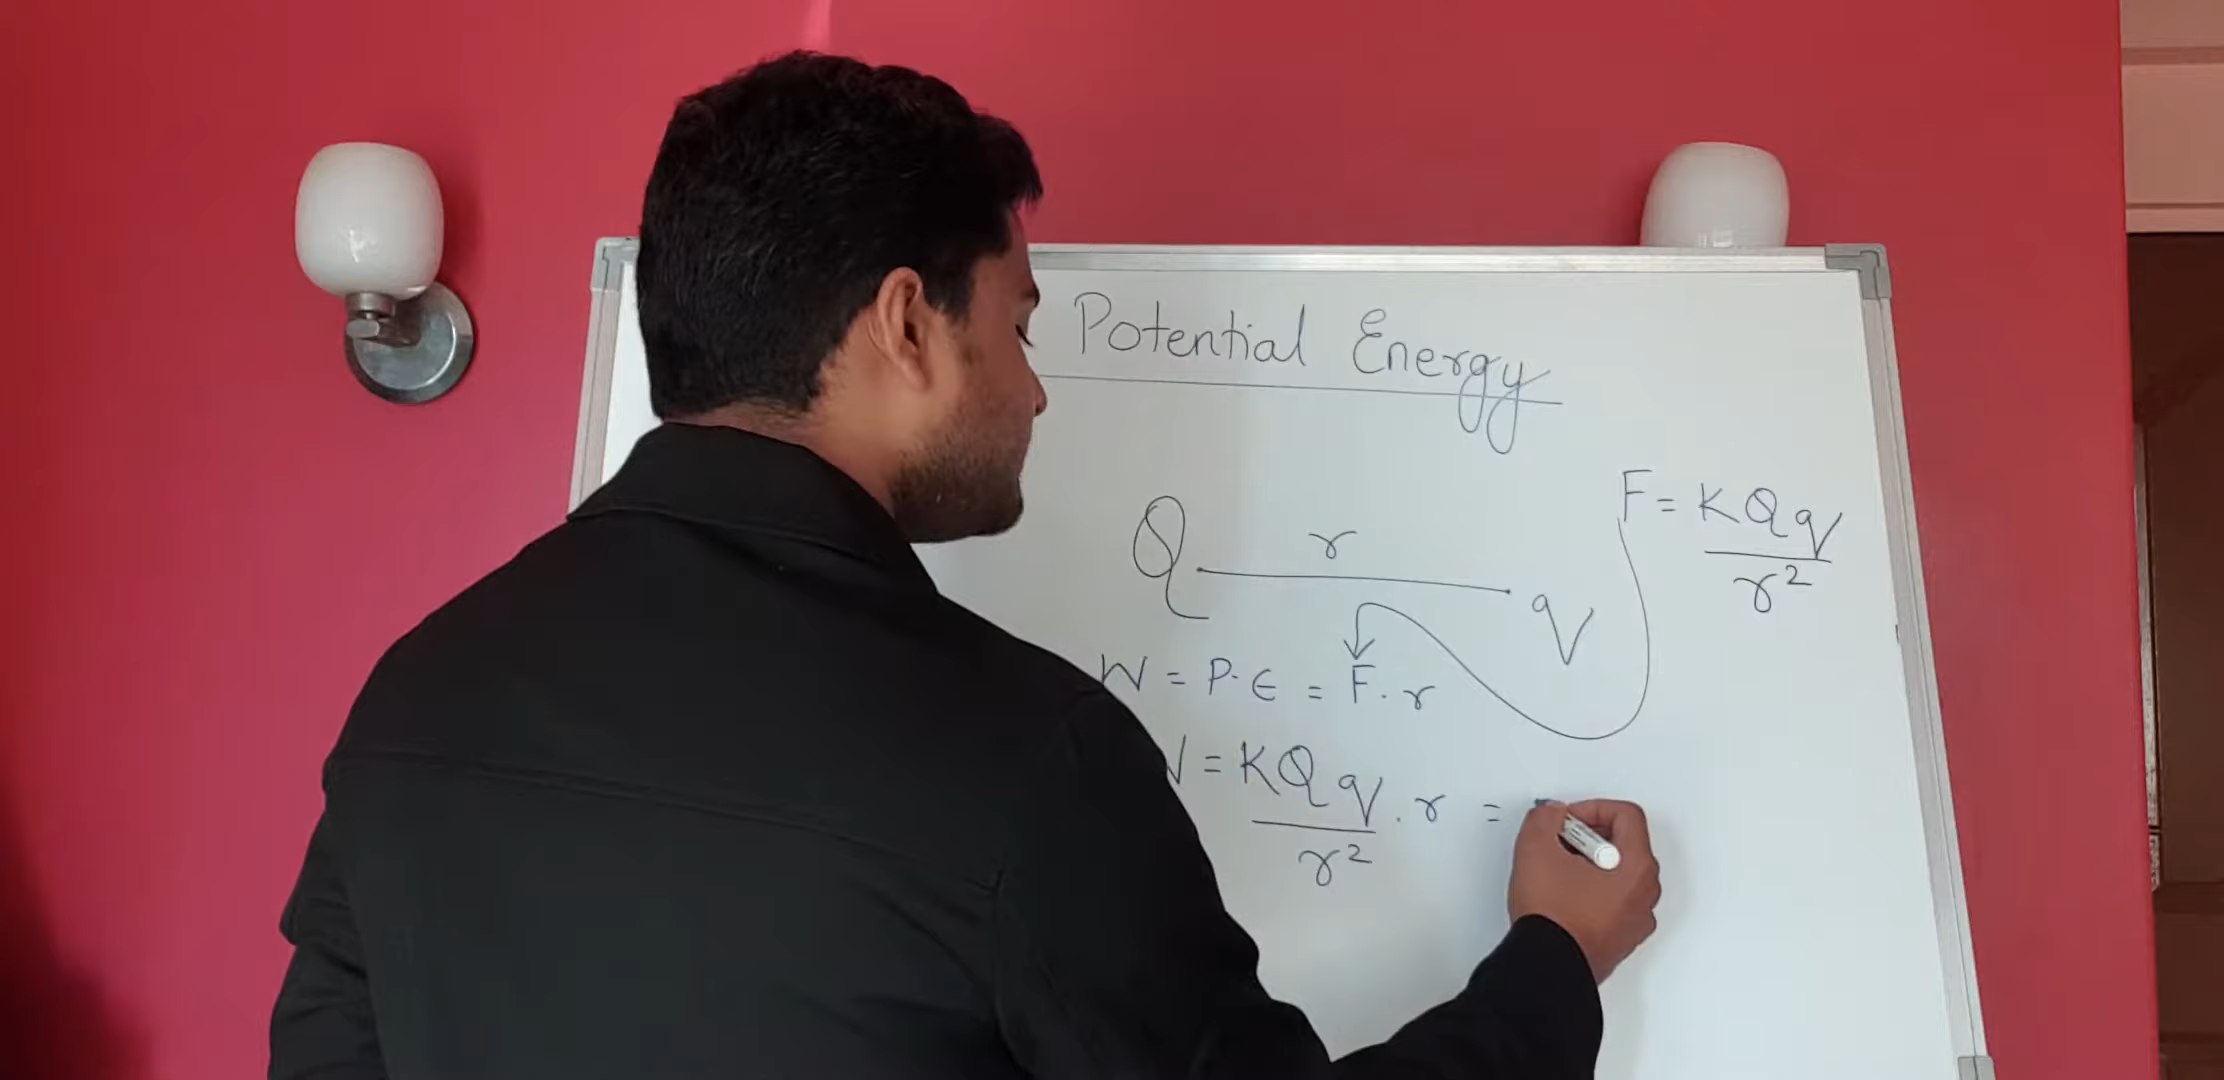 Potential Energy
F = KQq
r²
Q r q
W = P.E = F.r
W = KQq . r =
r²